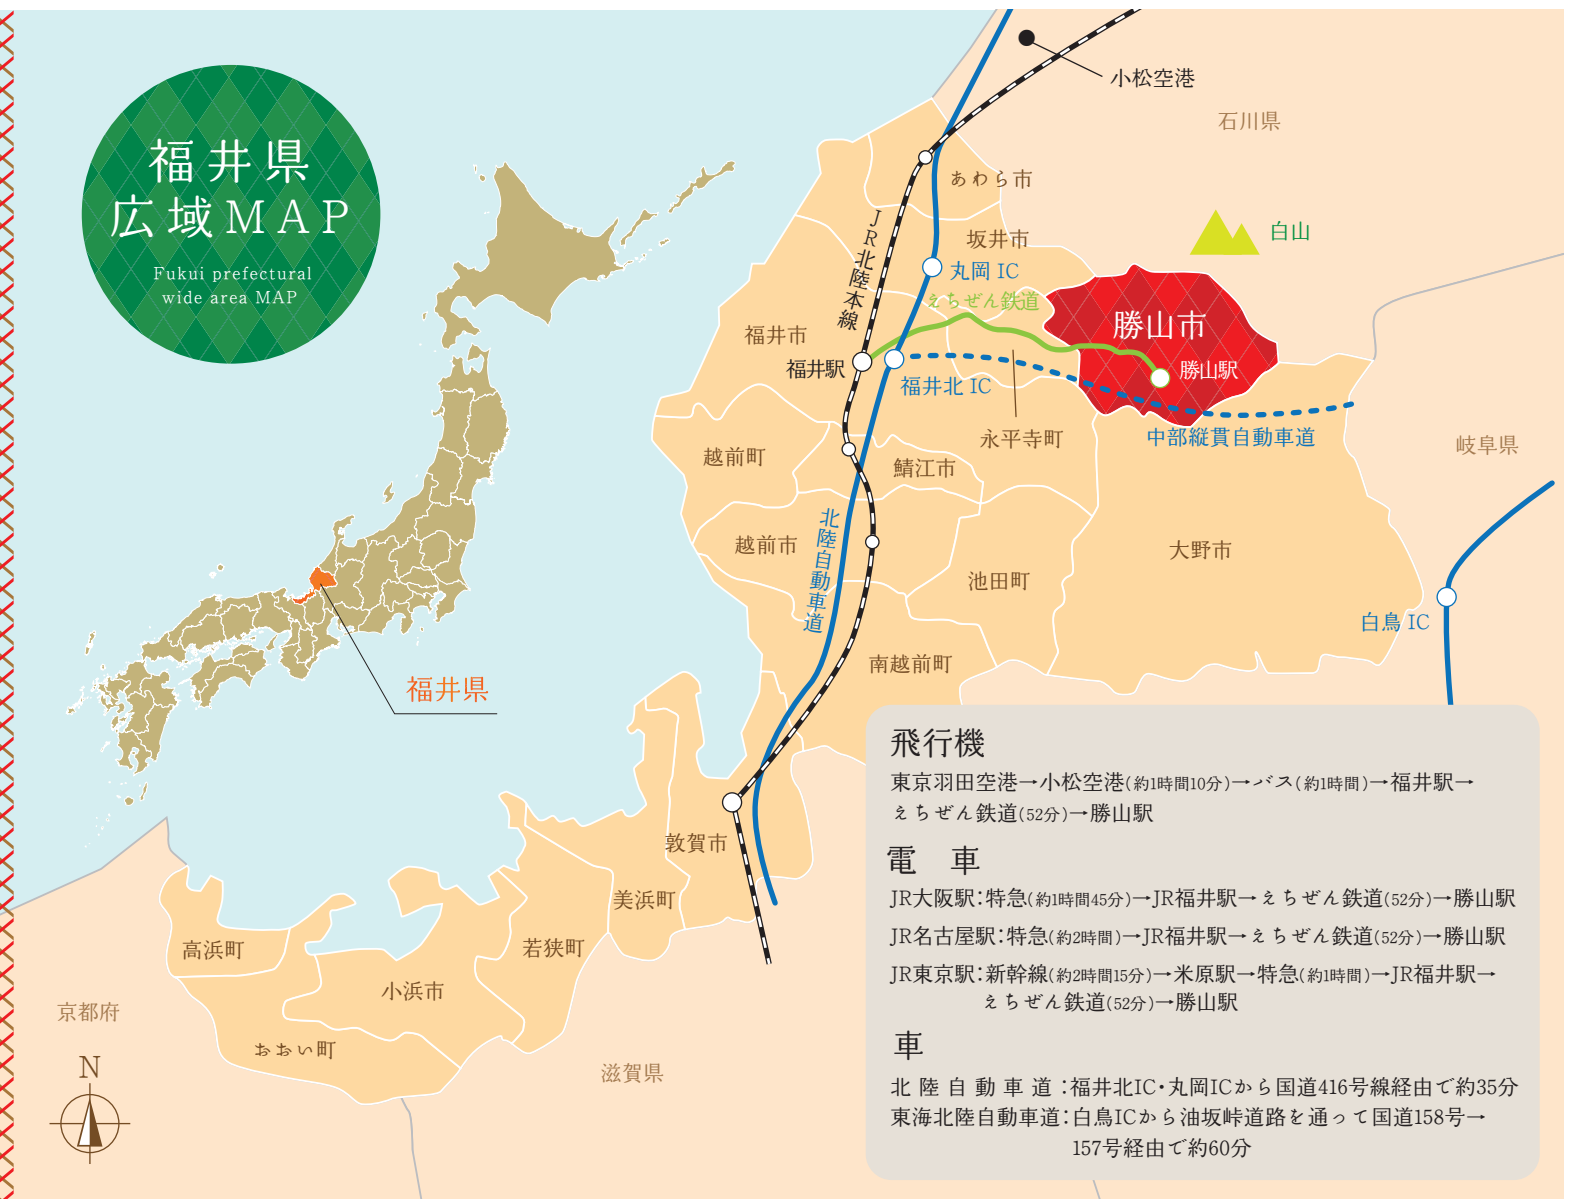 福井県
広域MAP
Fukui prefectural
wide area MAP
小松空港
石川県
あわら市
白山
坂井市
丸岡 IC
えちぜん鉄道
JR北陸本線
福井市
勝山市
福井駅
勝山駅
福井北 IC
永平寺町
中部縦貫自動車道
岐阜県
越前町
鯖江市
北陸自動車道
越前市
大野市
池田町
白鳥 IC
南越前町
福井県
敦賀市
美浜町
若狭町
高浜町
小浜市
おおい町
京都府
滋賀県
N
飛行機
東京羽田空港→小松空港(約1時間10分)→バス(約1時間)→福井駅→
えちぜん鉄道(52分)→勝山駅
電 車
JR大阪駅:特急(約1時間45分)→JR福井駅→えちぜん鉄道(52分)→勝山駅
JR名古屋駅:特急(約2時間)→JR福井駅→えちぜん鉄道(52分)→勝山駅
JR東京駅:新幹線(約2時間15分)→米原駅→特急(約1時間)→JR福井駅→
えちぜん鉄道(52分)→勝山駅
車
北陸自動車道:福井北IC・丸岡ICから国道416号線経由で約35分
東海北陸自動車道:白鳥ICから油坂峠道路を通って国道158号→
157号経由で約60分